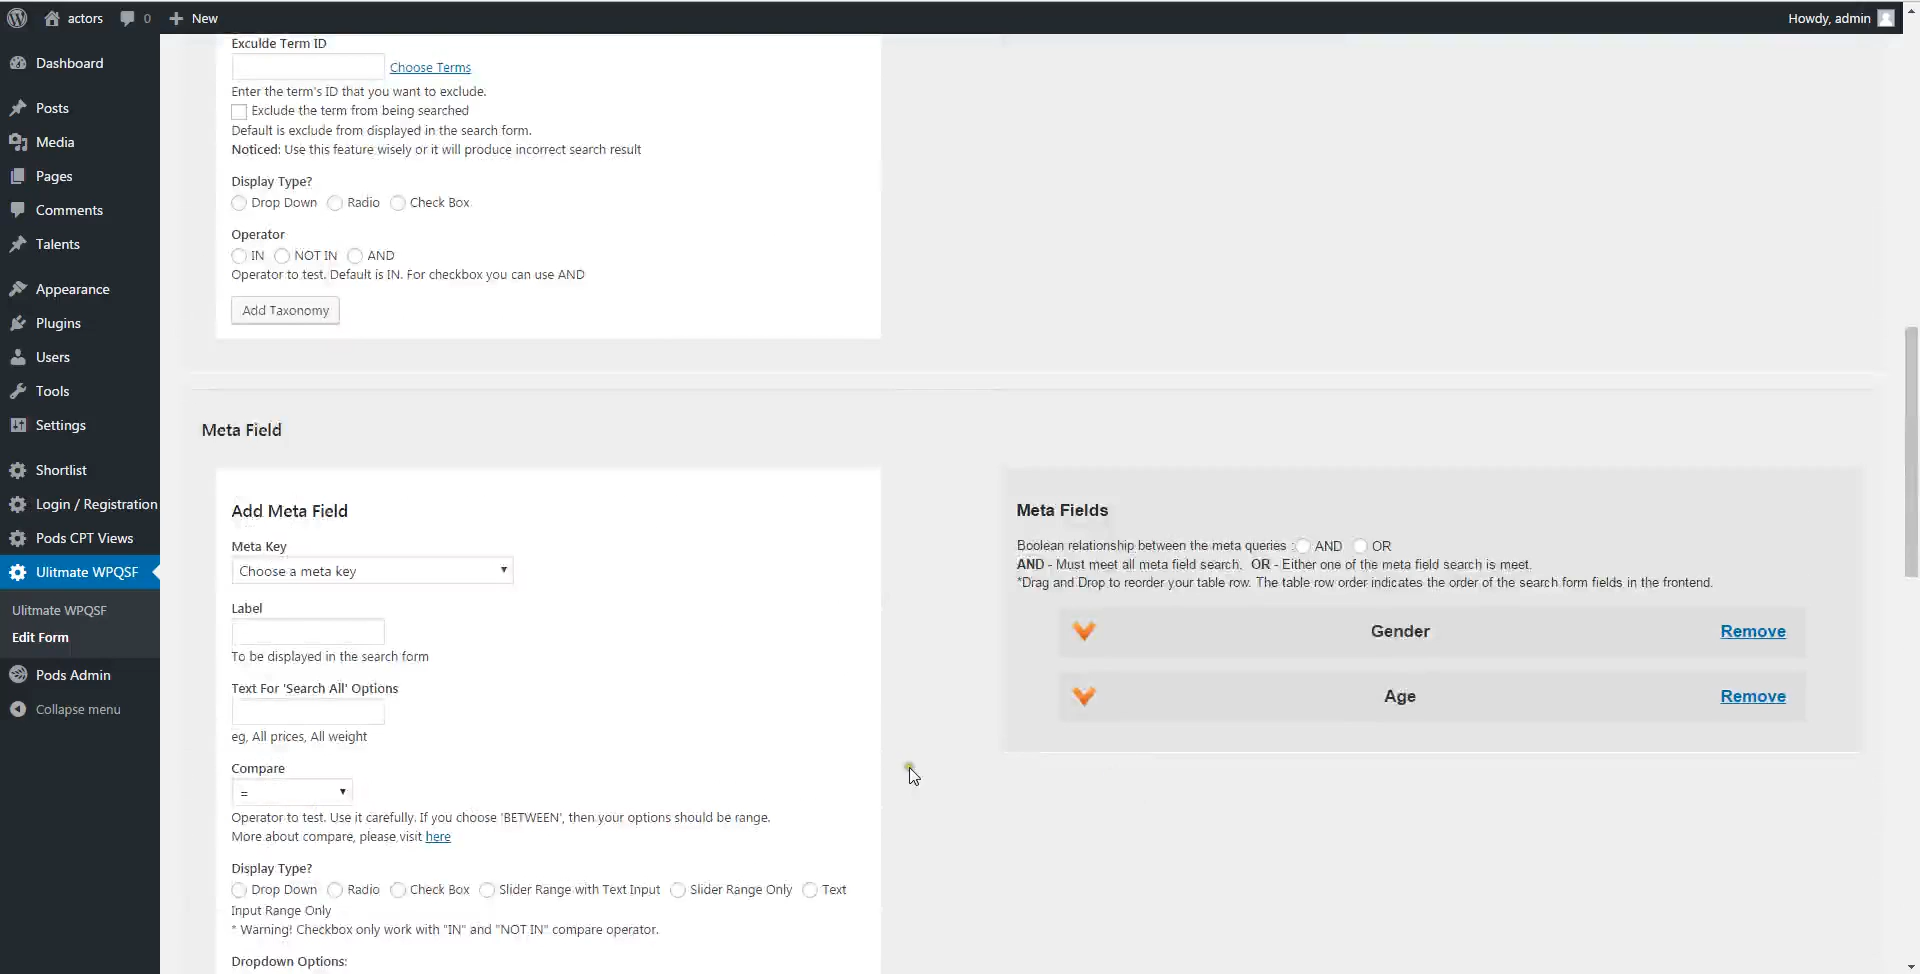 actors
0
New
Howdy, admin
Dashboard
Posts
Media
Pages
Comments
Talents
Appearance
Plugins
Users
Tools
Settings
Shortlist
Login / Registration
Pods CPT Views
Ulitmate WPQSF
Ulitmate WPQSF
Edit Form
Pods Admin
Collapse menu
Exculde Term ID
Choose Terms
Enter the term's ID that you want to exclude.
Exclude the term from being searched
Default is exclude from displayed in the search form.
Noticed: Use this feature wisely or it will produce incorrect search result
Display Type?
Drop Down Radio Check Box
Operator
IN NOT IN AND
Operator to test. Default is IN. For checkbox you can use AND
Add Taxonomy
Meta Field
Add Meta Field
Meta Key
Choose a meta key
Label
To be displayed in the search form
Text For 'Search All' Options
eg, All prices, All weight
Compare
=
Operator to test. Use it carefully. If you choose 'BETWEEN', then your options should be range.
More about compare, please,visit here
Display Type?
Drop Down Radio Check Box Slider Range with Text Input Slider Range Only Text
Input Range Only
* Warning! Checkbox only work with "IN" and "NOT IN" compare operator.
Dropdown Options:
Meta Fields
Boolean relationship between the meta queries : AND OR
AND - Must meet all meta field search. OR - Either one of the meta field search is meet.
*Drag and Drop to reorder your table row. The table row order indicates the order of the search form fields in the frontend.
Gender Remove
Age Remove